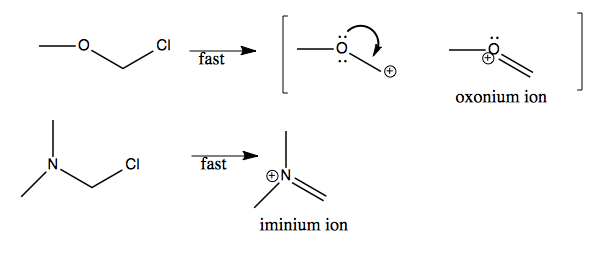 O Cl fast O O
oxonium ion
N Cl fast N
iminium ion